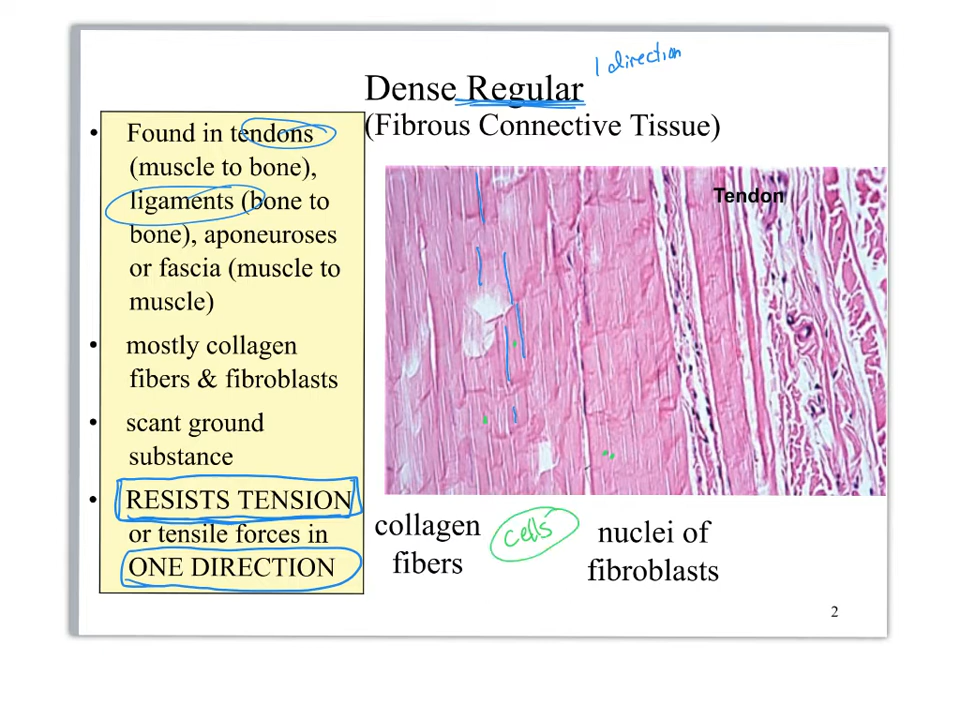 1 direction
Dense Regular
(Fibrous Connective Tissue)
• Found in tendons
(muscle to bone),
ligaments (bone to
bone), aponeuroses
or fascia (muscle to
muscle)
• mostly collagen
fibers & fibroblasts
• scant ground
substance
• RESISTS TENSION
or tensile forces in
ONE DIRECTION
Tendon
collagen
fibers
cells
nuclei of
fibroblasts
2